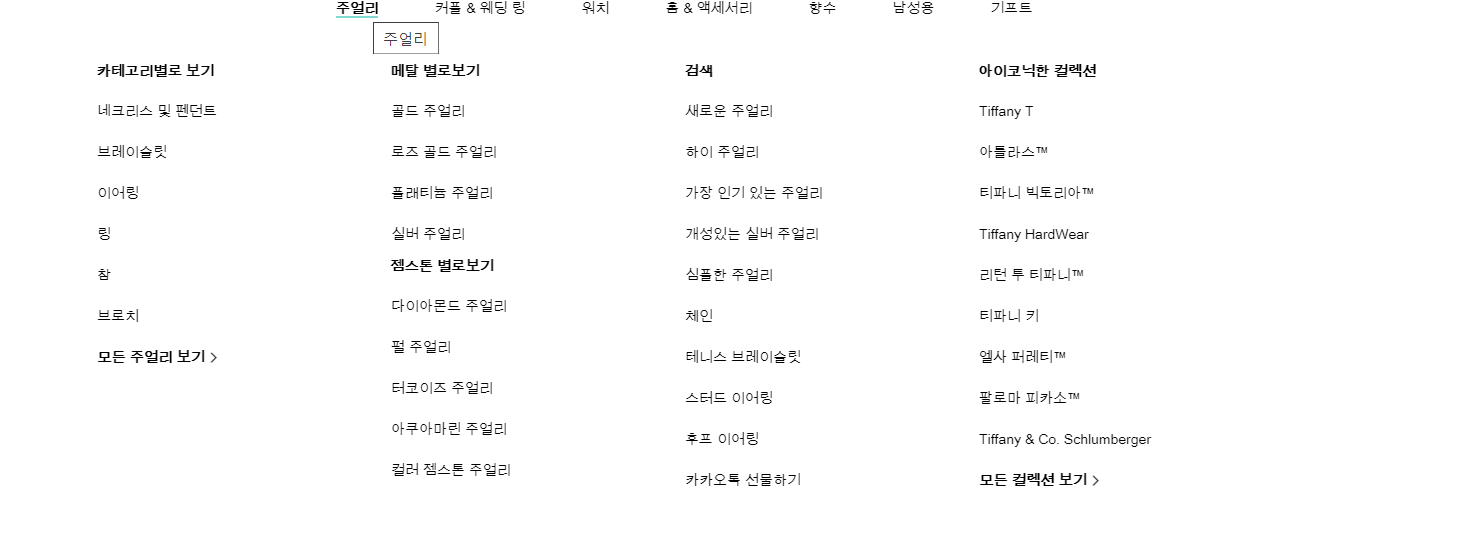 주얼리 커플 & 웨딩 링 워치 홈 & 액세서리 향수 남성용 기프트
주얼리
카테고리별로 보기
네크리스 및 펜던트
브레이슬릿
이어링
링
참
브로치
모든 주얼리 보기 >
메탈 별로보기
골드 주얼리
로즈 골드 주얼리
플래티늄 주얼리
실버 주얼리
젬스톤 별로보기
다이아몬드 주얼리
펄 주얼리
터코이즈 주얼리
아쿠아마린 주얼리
컬러 젬스톤 주얼리
검색
새로운 주얼리
하이 주얼리
가장 인기 있는 주얼리
개성있는 실버 주얼리
심플한 주얼리
체인
테니스 브레이슬릿
스터드 이어링
후프 이어링
카카오톡 선물하기
아이코닉한 컬렉션
Tiffany T
아틀라스™
티파니 빅토리아™
Tiffany HardWear
리턴 투 티파니™
티파니 키
엘사 퍼레티™
팔로마 피카소™
Tiffany & Co. Schlumberger
모든 컬렉션 보기 >